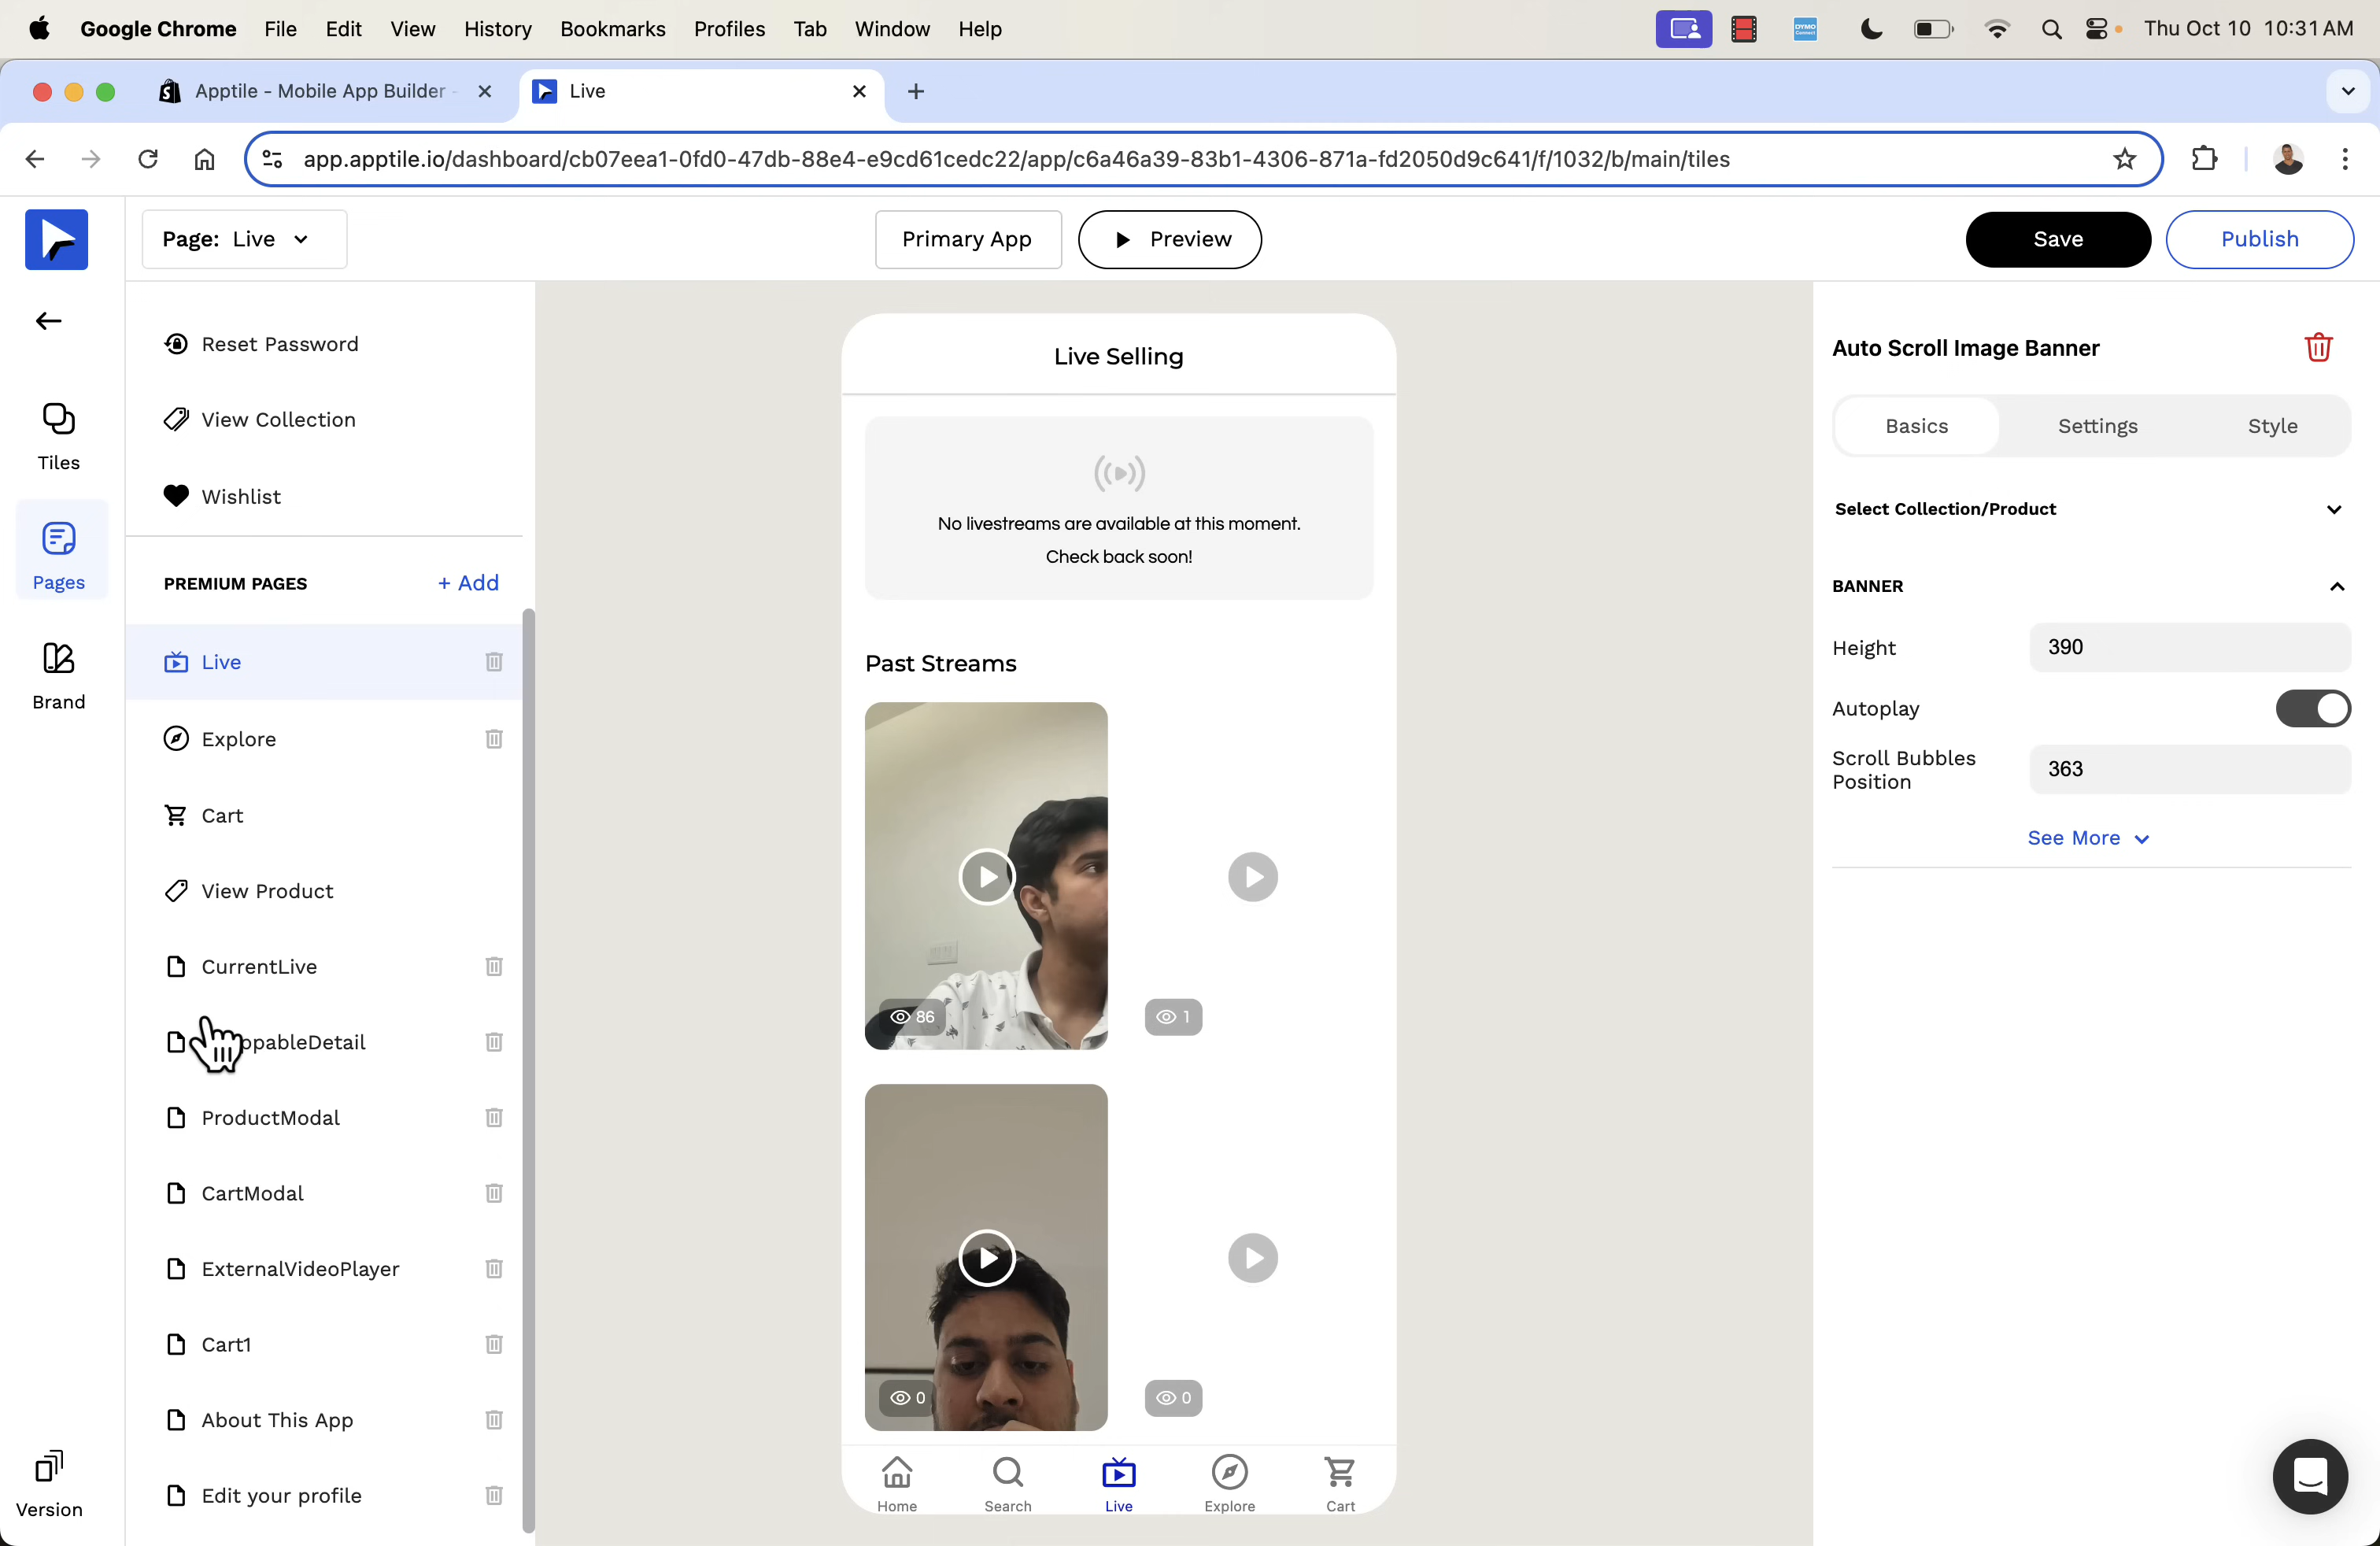 Google Chrome File Edit View History Bookmarks Profiles Tab Window Help
DYMO
Connect
Thu Oct 10 10:31 AM
Apptile - Mobile App Builder -
Live
app.apptile.io/dashboard/cb07eea1-0fd0-47db-88e4-e9cd61cedc22/app/c6a46a39-83b1-4306-871a-fd2050d9c641/f/1032/b/main/tiles
Page: Live
Primary App
Preview
Save
Publish
Tiles
Pages
Brand
Version
Reset Password
View Collection
Wishlist
PREMIUM PAGES
+ Add
Live
Explore
Cart
View Product
CurrentLive
opableDetail
ProductModal
CartModal
ExternalVideoPlayer
Cart1
About This App
Edit your profile
Live Selling
No livestreams are available at this moment.
Check back soon!
Past Streams
86
1
0
0
Home
Search
Live
Explore
Cart
Auto Scroll Image Banner
Basics
Settings
Style
Select Collection/Product
BANNER
Height
390
Autoplay
Scroll Bubbles
Position
363
See More